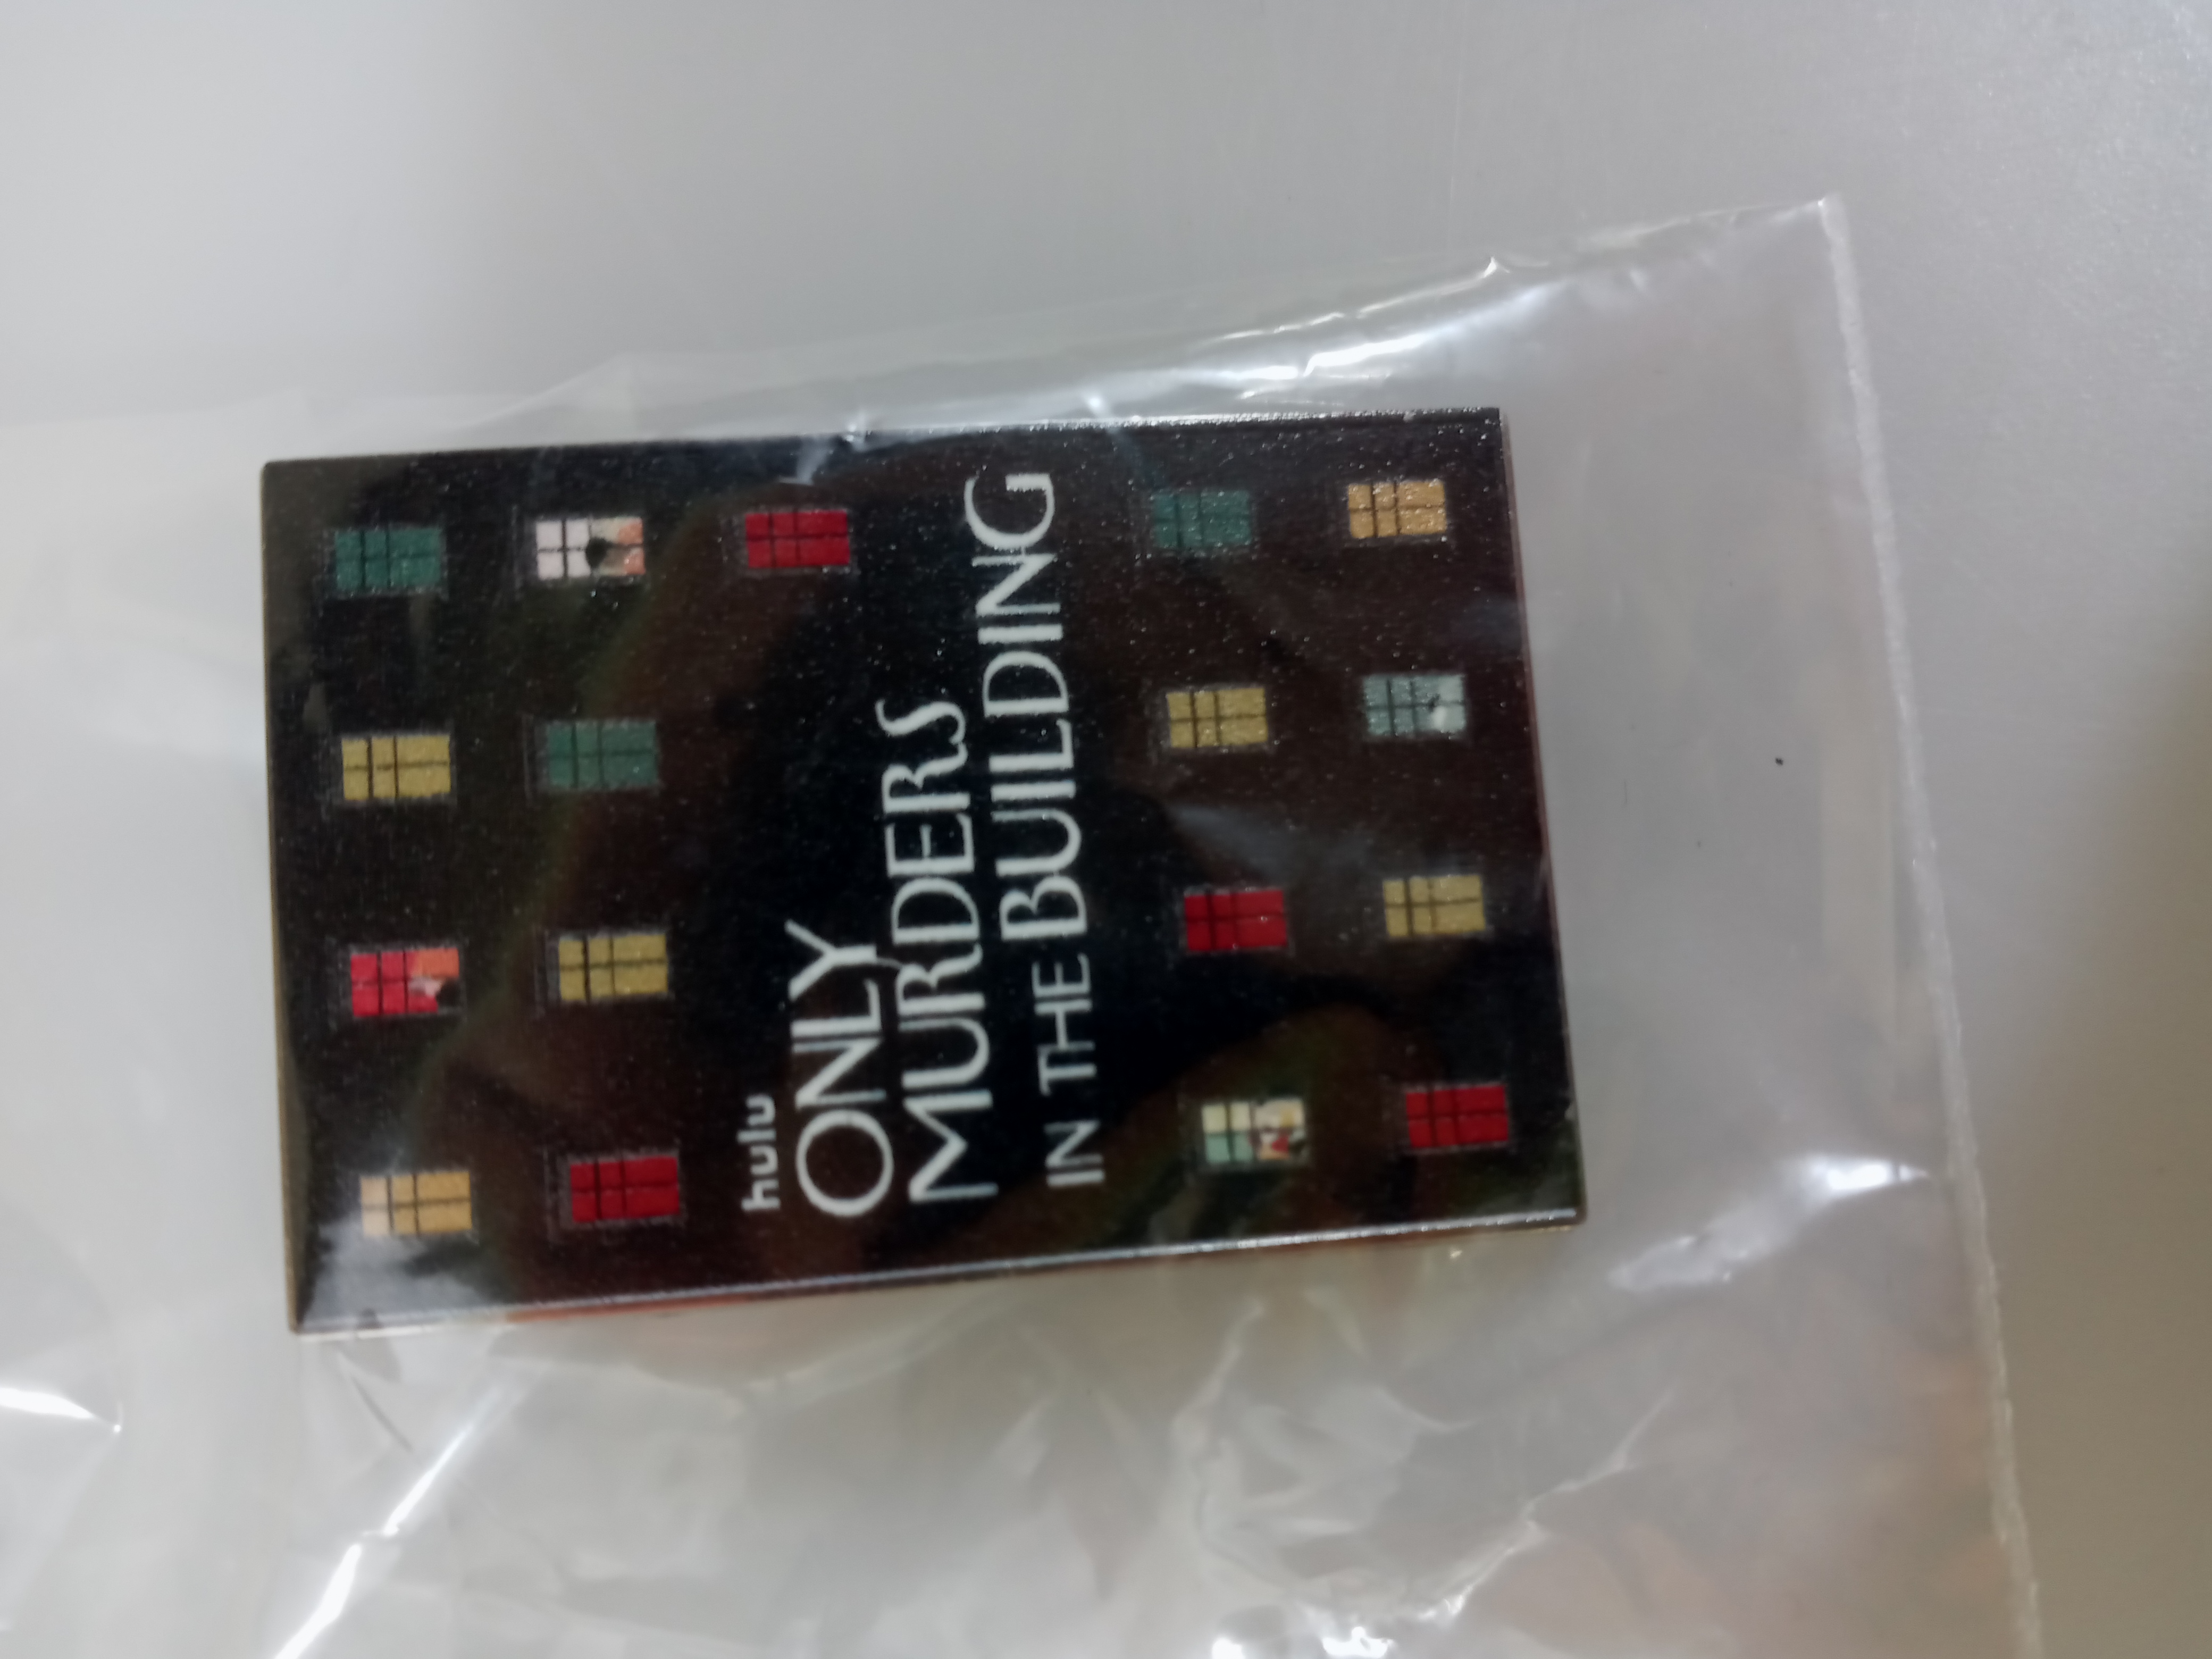 hulu
ONLY
MURDERS
IN THE BUILDING